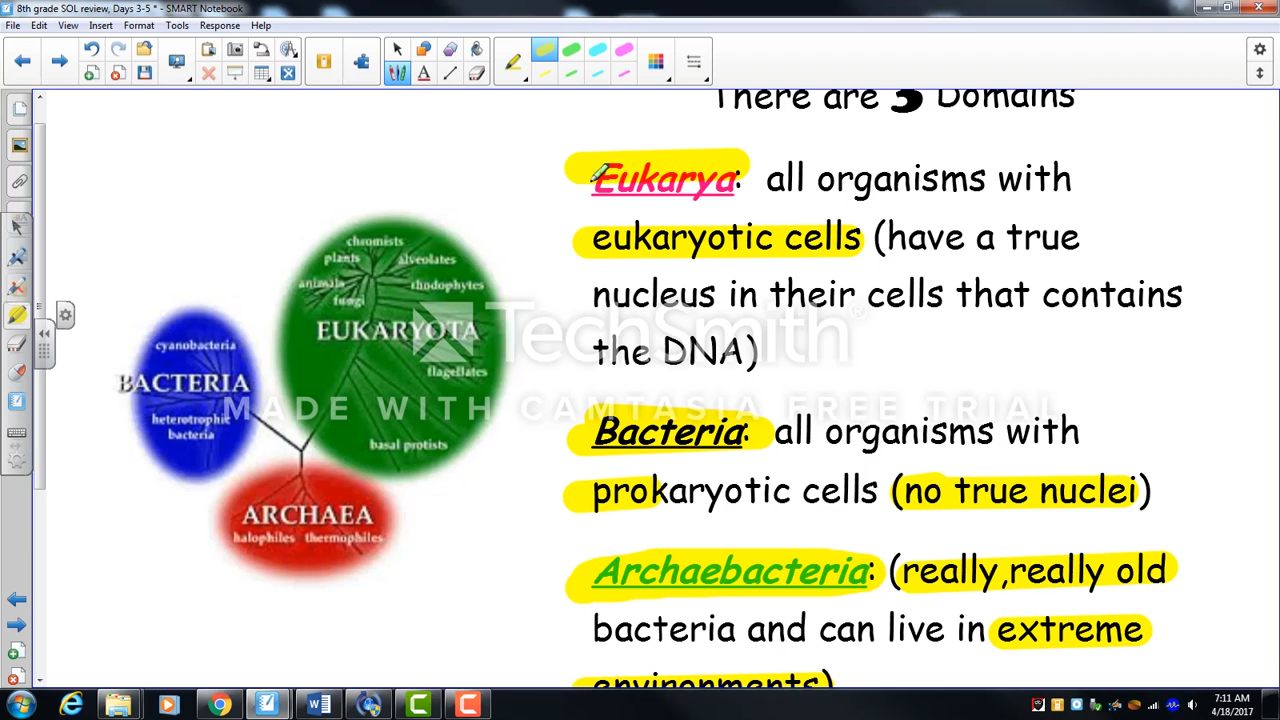 8th grade SOL review, Days 3-5 * - SMART Notebook
File Edit View Insert Format Tools Response Help
There are 3 Domains
Eukarya: all organisms with
eukaryotic cells (have a true
nucleus in their cells that contains
the DNA)
Bacteria: all organisms with
prokaryotic cells (no true nuclei)
Archaebacteria: (really,really old
bacteria and can live in extreme
environments)
chromists
plants
alveolates
animals
rhodophytes
fungi
EUKARYOTA
flagellates
basal protists
cyanobacteria
BACTERIA
heterotrophic
bacteria
ARCHAEA
halophiles thermophiles
TechSmith®
MADE WITH CAMTASIA FREE TRIAL
7:11 AM
4/18/2017